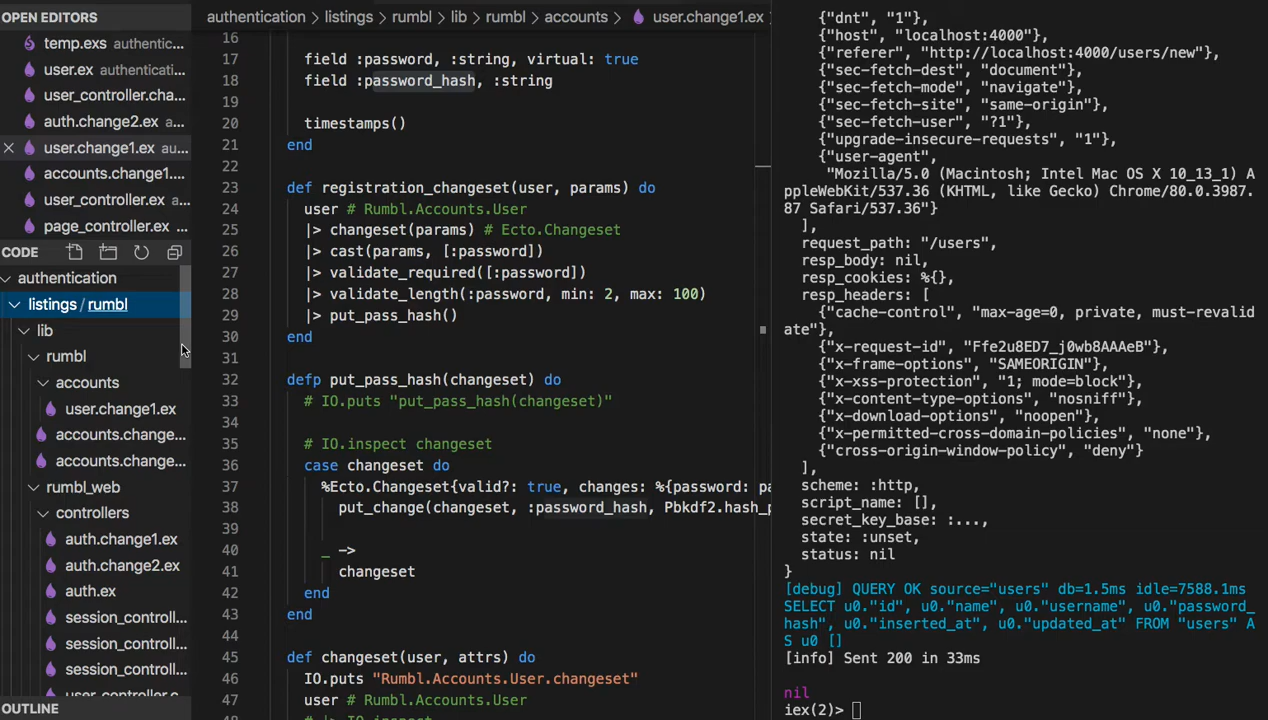 OPEN EDITORS
temp.exs authentic...
user.ex authenticati...
user_controller.cha...
auth.change2.ex a...
user.change1.ex au...
accounts.change1....
user_controller.ex a...
page_controller.ex
CODE
authentication
listings / rumbl
lib
rumbl
accounts
user.change1.ex
accounts.change...
accounts.change...
rumbl_web
controllers
auth.change1.ex
auth.change2.ex
auth.ex
session_controll...
session_controll...
session_controll...
user_controller.c
OUTLINE
authentication > listings > rumbl > lib > rumbl > accounts > user.change1.ex
16
17 field :password, :string, virtual: true
18 field :password_hash, :string
19
20 timestamps()
21 end
22
23 def registration_changeset(user, params) do
24 user # Rumbl.Accounts.User
25 |> changeset(params) # Ecto.Changeset
26 |> cast(params, [:password])
27 |> validate_required([:password])
28 |> validate_length(:password, min: 2, max: 100)
29 |> put_pass_hash()
30 end
31
32 defp put_pass_hash(changeset) do
33 # IO.puts "put_pass_hash(changeset)"
34
35 # IO.inspect changeset
36 case changeset do
37 %Ecto.Changeset{valid?: true, changes: %{password: pa
38 put_change(changeset, :password_hash, Pbkdf2.hash_p
39
40 _ ->
41 changeset
42 end
43 end
44
45 def changeset(user, attrs) do
46 IO.puts "Rumbl.Accounts.User.changeset"
47 user # Rumbl.Accounts.User
{"dnt", "1"},
{"host", "localhost:4000"},
{"referer", "http://localhost:4000/users/new"},
{"sec-fetch-dest", "document"},
{"sec-fetch-mode", "navigate"},
{"sec-fetch-site", "same-origin"},
{"sec-fetch-user", "?1"},
{"upgrade-insecure-requests", "1"},
{"user-agent",
"Mozilla/5.0 (Macintosh; Intel Mac OS X 10_13_1) A
ppleWebKit/537.36 (KHTML, like Gecko) Chrome/80.0.3987.
87 Safari/537.36"}
],
request_path: "/users",
resp_body: nil,
resp_cookies: %{},
resp_headers: [
{"cache-control", "max-age=0, private, must-revalid
ate"},
{"x-request-id", "Ffe2u8ED7_j0wb8AAAeB"},
{"x-frame-options", "SAMEORIGIN"},
{"x-xss-protection", "1; mode=block"},
{"x-content-type-options", "nosniff"},
{"x-download-options", "noopen"},
{"x-permitted-cross-domain-policies", "none"},
{"cross-origin-window-policy", "deny"}
],
scheme: :http,
script_name: [],
secret_key_base: :...,
state: :unset,
status: nil
}
[debug] QUERY OK source="users" db=1.5ms idle=7588.1ms
SELECT u0."id", u0."name", u0."username", u0."password_
hash", u0."inserted_at", u0."updated_at" FROM "users" A
S u0 []
[info] Sent 200 in 33ms
nil
iex(2)>